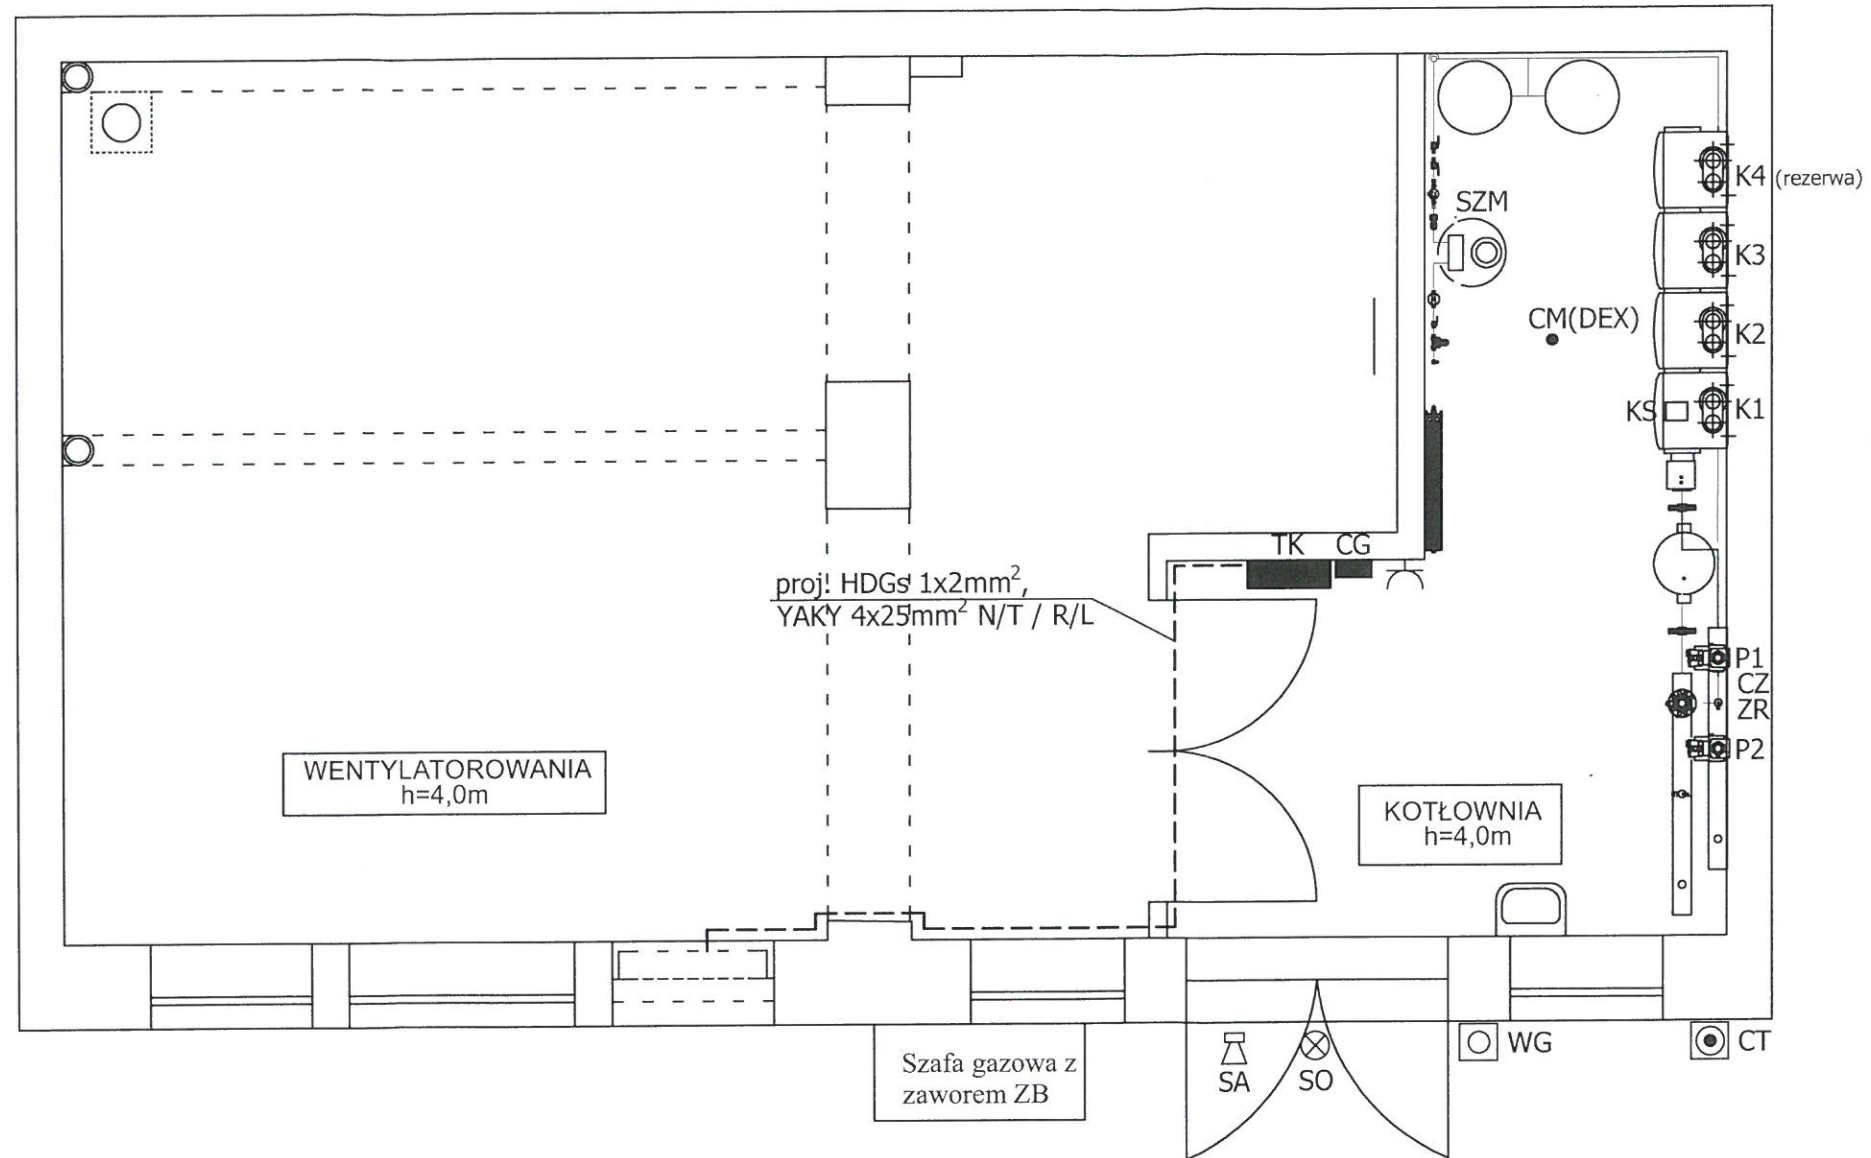 K4 (rezerwa)
SZM
K3
CM(DEX)
K2
KS
K1
TK
CG
proj. HDGs 1x2mm²,
YAKY 4x25mm² N/T / R/L
P1
CZ
ZR
P2
WENTYLATOROWANIA
h=4,0m
KOTŁOWNIA
h=4,0m
Szafa gazowa z
zaworem ZB
SA
SO
WG
CT